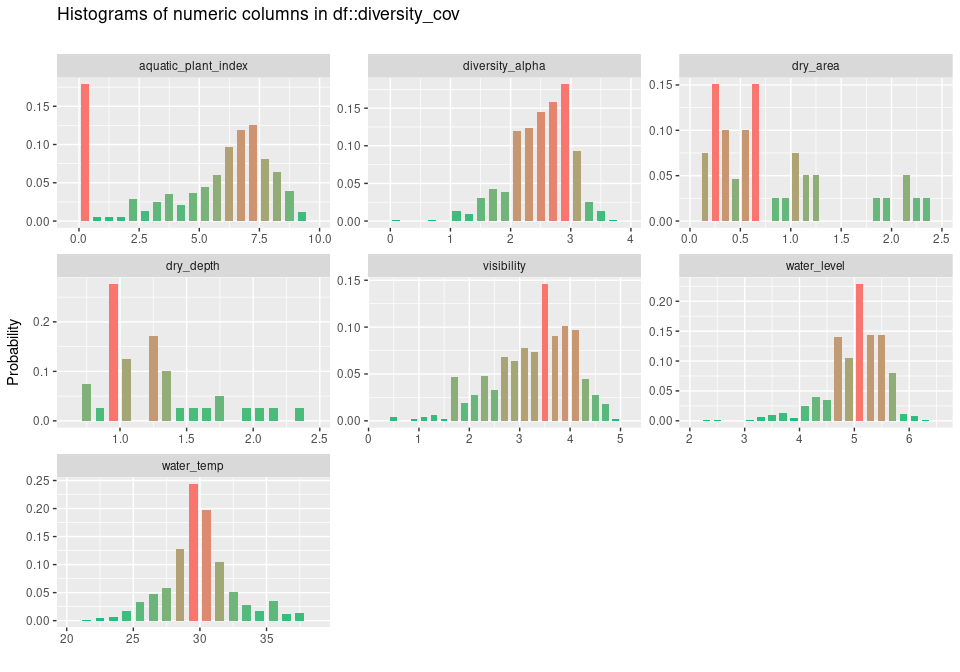 Histograms of numeric columns in df::diversity_cov
aquatic_plant_index
diversity_alpha
dry_area
0.15
0.10
0.05
0.00
0.0 2.5 5.0 7.5 10.0
0.15
0.10
0.05
0.00
0 1 2 3 4
0.15
0.10
0.05
0.00
0.0 0.5 1.0 1.5 2.0 2.5
dry_depth
visibility
water_level
Probability
0.2
0.1
0.0
1.0 1.5 2.0 2.5
0.15
0.10
0.05
0.00
0 1 2 3 4 5
0.20
0.15
0.10
0.05
0.00
2 3 4 5 6
water_temp
0.25
0.20
0.15
0.10
0.05
0.00
20 25 30 35